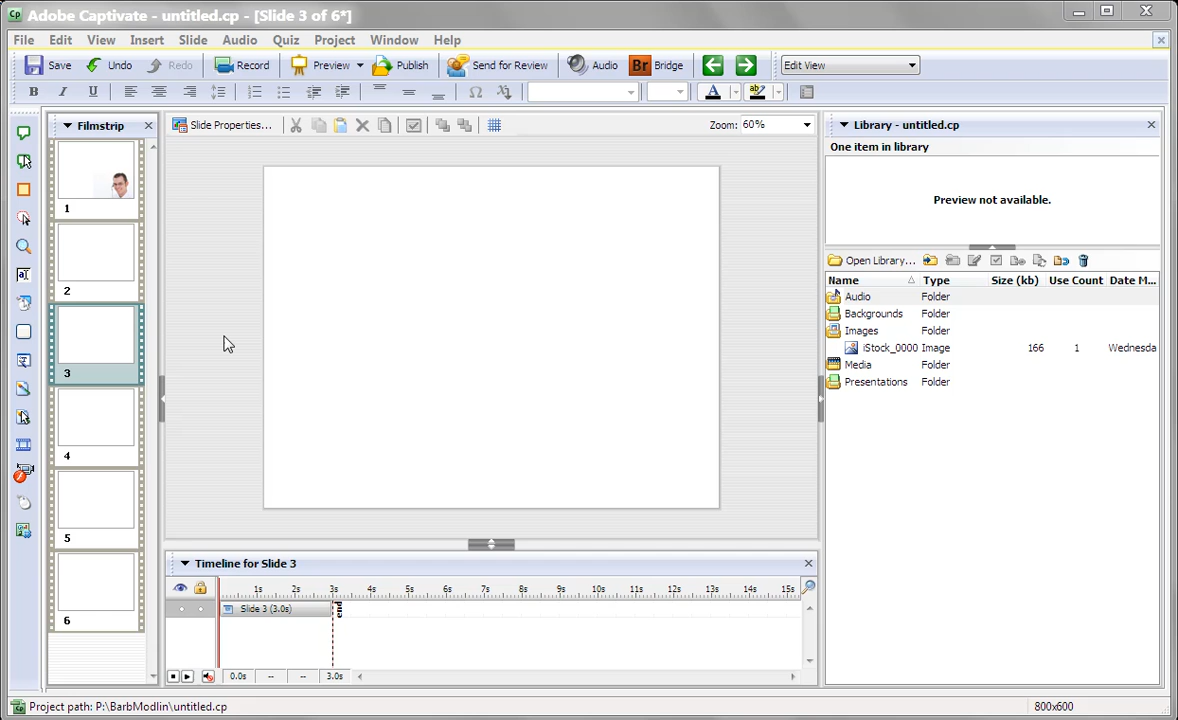 Cp Adobe Captivate - untitled.cp - [Slide 3 of 6*]
File Edit View Insert Slide Audio Quiz Project Window Help
Save Undo Redo Record Preview Publish Send for Review Audio Br Bridge Edit View
B I U A ab
Filmstrip Slide Properties... Zoom: 60% Library - untitled.cp
One item in library
Preview not available.
Open Library...
Name Type Size (kb) Use Count Date M...
Audio Folder
Backgrounds Folder
Images Folder
iStock_0000 Image 166 1 Wednesda
Media Folder
Presentations Folder
1
2
3
4
5
6
Timeline for Slide 3
1s 2s 3s 4s 5s 6s 7s 8s 9s 10s 11s 12s 13s 14s 15s
Slide 3 (3.0s) end
0.0s -- -- 3.0s
Project path: P:\BarbModlin\untitled.cp 800x600